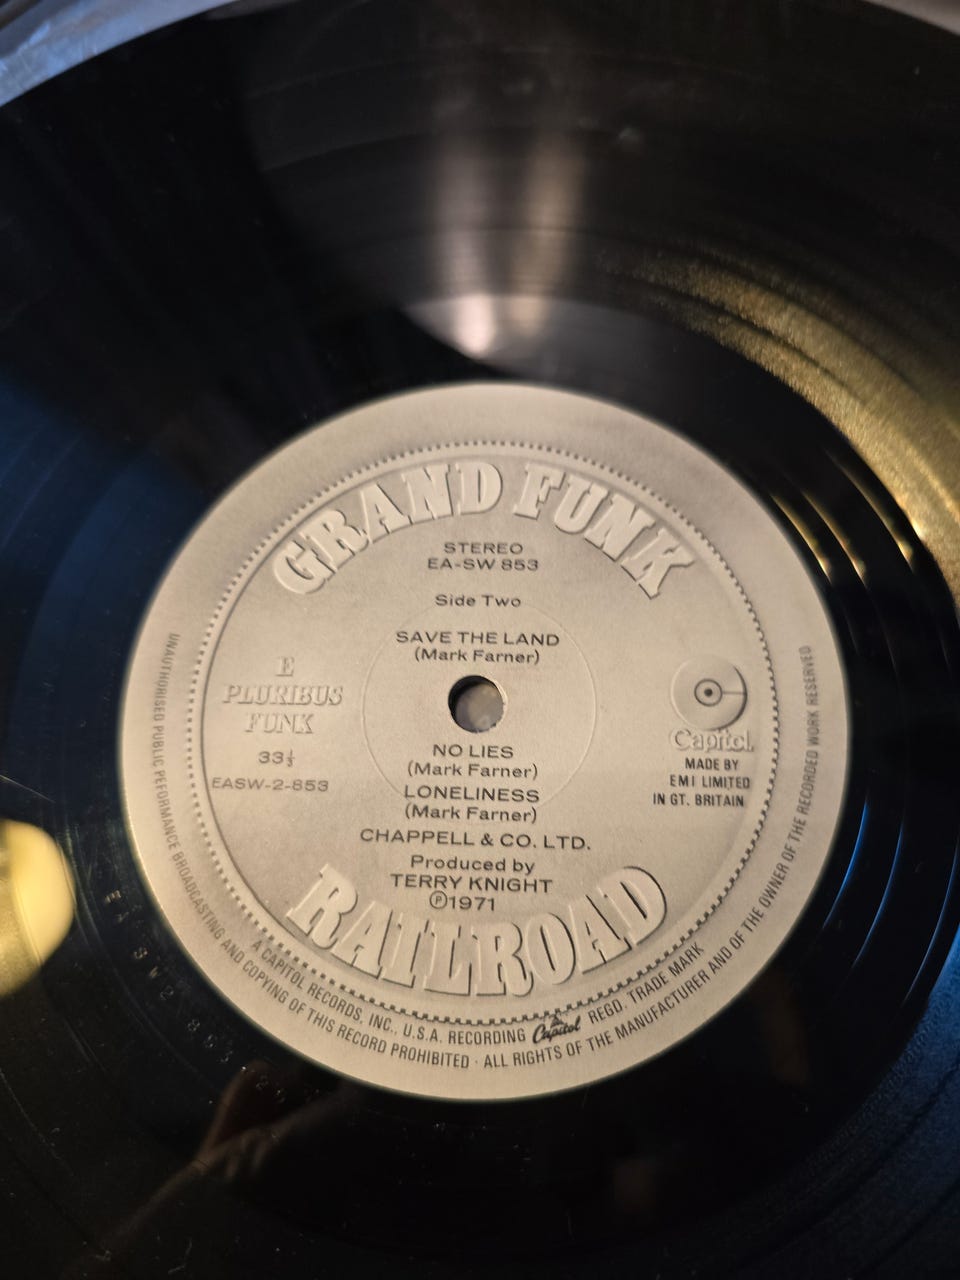 GRAND FUNK
STEREO
EA-SW 853
Side Two
SAVE THE LAND
(Mark Farner)
E
PLURIBUS
FUNK
33⅓
EASW-2-853
Capitol.
MADE BY
EMI LIMITED
IN GT. BRITAIN
NO LIES
(Mark Farner)
LONELINESS
(Mark Farner)
CHAPPELL & CO. LTD.
Produced by
TERRY KNIGHT
℗1971
RAILROAD
A CAPITOL RECORDS, INC., U.S.A. RECORDING Capitol REGD. TRADE MARK
UNAUTHORISED PUBLIC PEFORMANCE BROADCASTING AND COPYING OF THIS RECORD PROHIBITED · ALL RIGHTS OF THE MANUFACTURER AND OF THE OWNER OF THE RECORDED WORK RESERVED